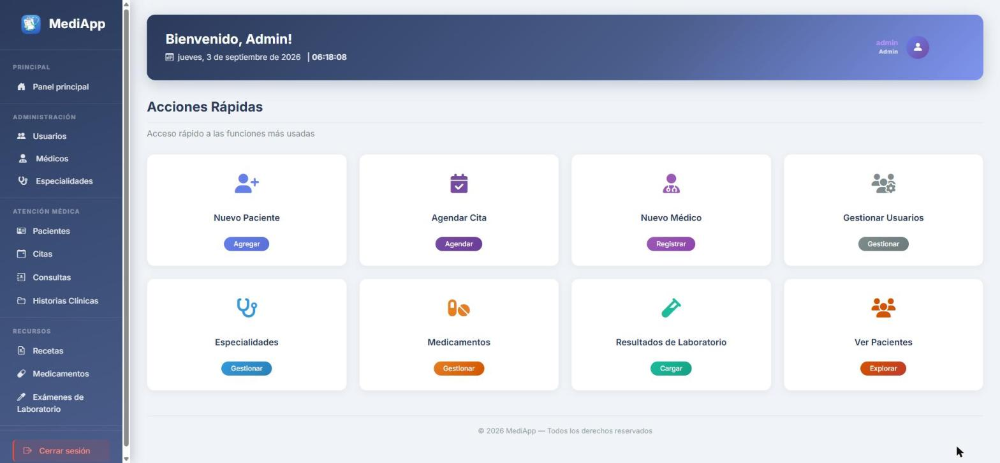 MediApp
PRINCIPAL
Panel principal
ADMINISTRACIÓN
Usuarios
Médicos
Especialidades
ATENCIÓN MÉDICA
Pacientes
Citas
Consultas
Historias Clínicas
RECURSOS
Recetas
Medicamentos
Exámenes de
Laboratorio
Cerrar sesión
Bienvenido, Admin!
jueves, 3 de septiembre de 2026 | 06:18:08
admin
Admin
Acciones Rápidas
Acceso rápido a las funciones más usadas
Nuevo Paciente
Agregar
Agendar Cita
Agendar
Nuevo Médico
Registrar
Gestionar Usuarios
Gestionar
Especialidades
Gestionar
Medicamentos
Gestionar
Resultados de Laboratorio
Cargar
Ver Pacientes
Explorar
© 2026 MediApp — Todos los derechos reservados